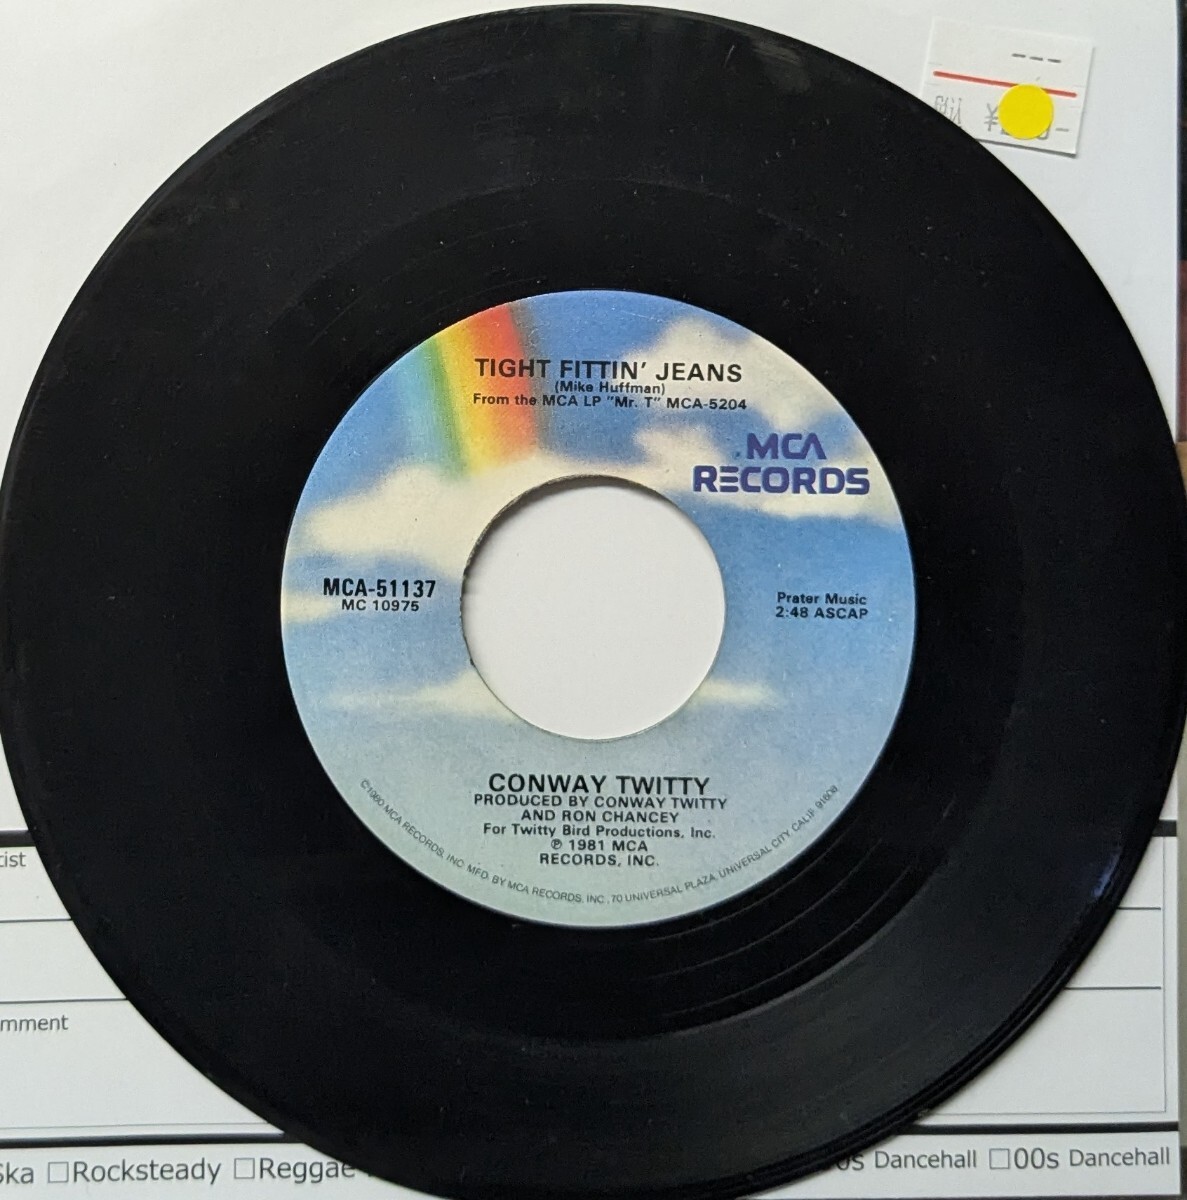 ---
TIGHT FITTIN' JEANS
(Mike Huffman)
From the MCA LP "Mr. T" MCA-5204
MCA
RECORDS
MCA-51137
MC 10975
Prater Music
2:48 ASCAP
CONWAY TWITTY
PRODUCED BY CONWAY TWITTY
AND RON CHANCEY
For Twitty Bird Productions, Inc.
℗ 1981 MCA
RECORDS, INC.
©1980 MCA RECORDS, INC. MFD. BY MCA RECORDS, INC., 70 UNIVERSAL PLAZA, UNIVERSAL CITY, CALIF. 91608
tist
mment
Ska □Rocksteady □Reggae Dancehall □00s Dancehall